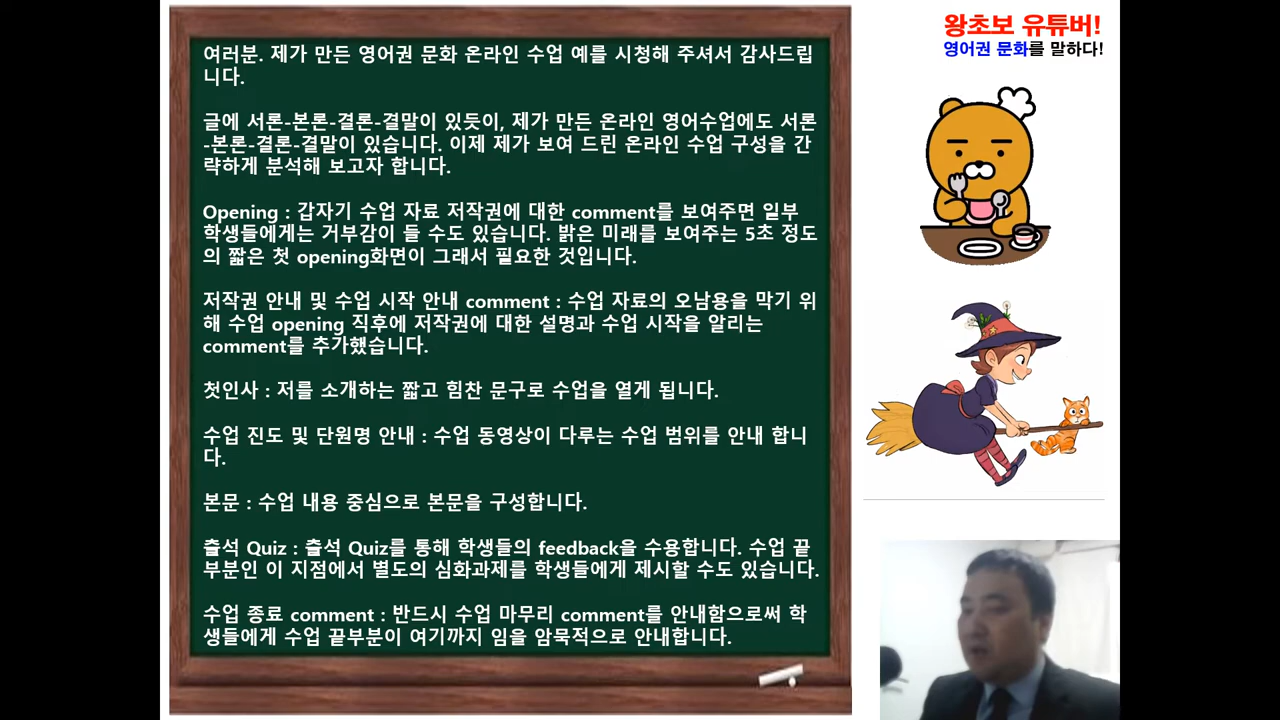 여러분. 제가 만든 영어권 문화 온라인 수업 예를 시청해 주셔서 감사드립
니다.
글에 서론-본론-결론-결말이 있듯이, 제가 만든 온라인 영어수업에도 서론
-본론-결론-결말이 있습니다. 이제 제가 보여 드린 온라인 수업 구성을 간
략하게 분석해 보고자 합니다.
Opening : 갑자기 수업 자료 저작권에 대한 comment를 보여주면 일부
학생들에게는 거부감이 들 수도 있습니다. 밝은 미래를 보여주는 5초 정도
의 짧은 첫 opening화면이 그래서 필요한 것입니다.
저작권 안내 및 수업 시작 안내 comment : 수업 자료의 오남용을 막기 위
해 수업 opening 직후에 저작권에 대한 설명과 수업 시작을 알리는
comment를 추가했습니다.
첫인사 : 저를 소개하는 짧고 힘찬 문구로 수업을 열게 됩니다.
수업 진도 및 단원명 안내 : 수업 동영상이 다루는 수업 범위를 안내 합니
다.
본문 : 수업 내용 중심으로 본문을 구성합니다.
출석 Quiz : 출석 Quiz를 통해 학생들의 feedback을 수용합니다. 수업 끝
부분인 이 지점에서 별도의 심화과제를 학생들에게 제시할 수도 있습니다.
수업 종료 comment : 반드시 수업 마무리 comment를 안내함으로써 학
생들에게 수업 끝부분이 여기까지 임을 암묵적으로 안내합니다.
왕초보 유튜버!
영어권 문화를 말하다!